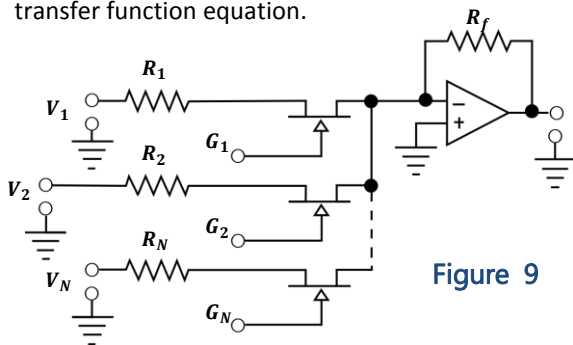 transfer function equation.
R_f
R_1
V_1
G_1
R_2
V_2
G_2
R_N
V_N
G_N
−
+
Figure 9